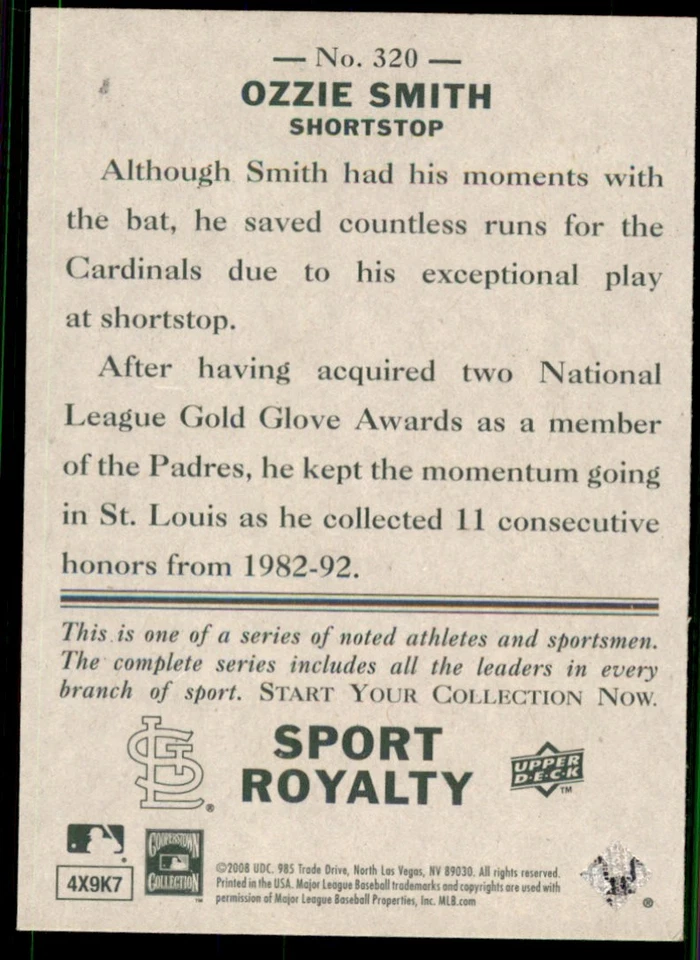 — No. 320 —
OZZIE SMITH
SHORTSTOP
Although Smith had his moments with
the bat, he saved countless runs for the
Cardinals due to his exceptional play
at shortstop.
After having acquired two National
League Gold Glove Awards as a member
of the Padres, he kept the momentum going
in St. Louis as he collected 11 consecutive
honors from 1982-92.
This is one of a series of noted athletes and sportsmen.
The complete series includes all the leaders in every
branch of sport. START YOUR COLLECTION NOW.
STL®
SPORT
ROYALTY
UPPER
D·E·C·K
TM
4X9K7
COOPERSTOWN
COLLECTION
TM
©2008 UDC. 985 Trade Drive, North Las Vegas, NV 89030. All rights reserved.
Printed in the USA. Major League Baseball trademarks and copyrights are used with
permission of Major League Baseball Properties, Inc. MLB.com
®